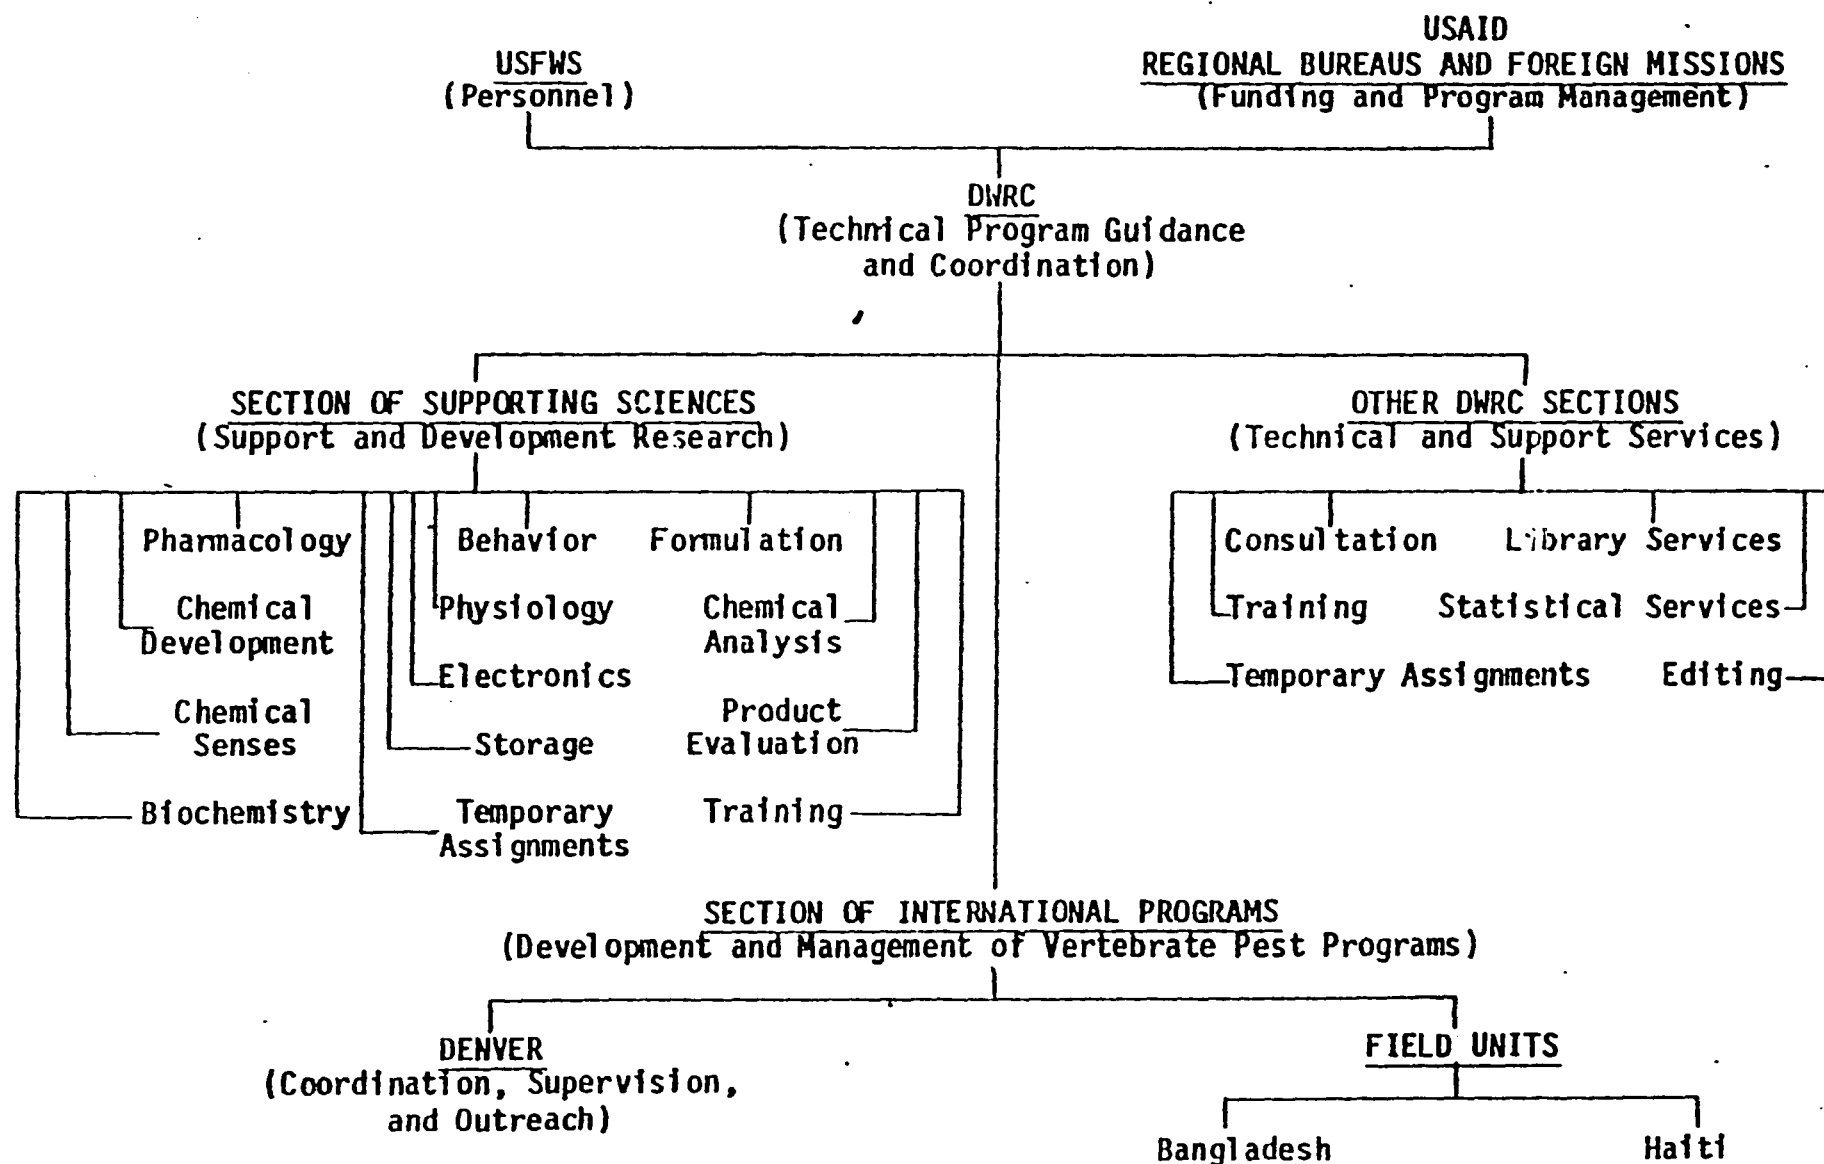 USAID
USFWS
REGIONAL BUREAUS AND FOREIGN MISSIONS
(Personnel)
(Funding and Program Management)
DWRC
(Technical Program Guidance
and Coordination)
SECTION OF SUPPORTING SCIENCES
(Support and Development Research)
OTHER DWRC SECTIONS
(Technical and Support Services)
Pharmacology
Behavior
Formulation
Consultation
Library Services
Chemical
Development
Physiology
Chemical
Analysis
Training
Statistical Services
Electronics
Temporary Assignments
Editing
Chemical
Senses
Storage
Product
Evaluation
Biochemistry
Temporary
Assignments
Training
SECTION OF INTERNATIONAL PROGRAMS
(Development and Management of Vertebrate Pest Programs)
DENVER
(Coordination, Supervision,
and Outreach)
FIELD UNITS
Bangladesh
Haiti